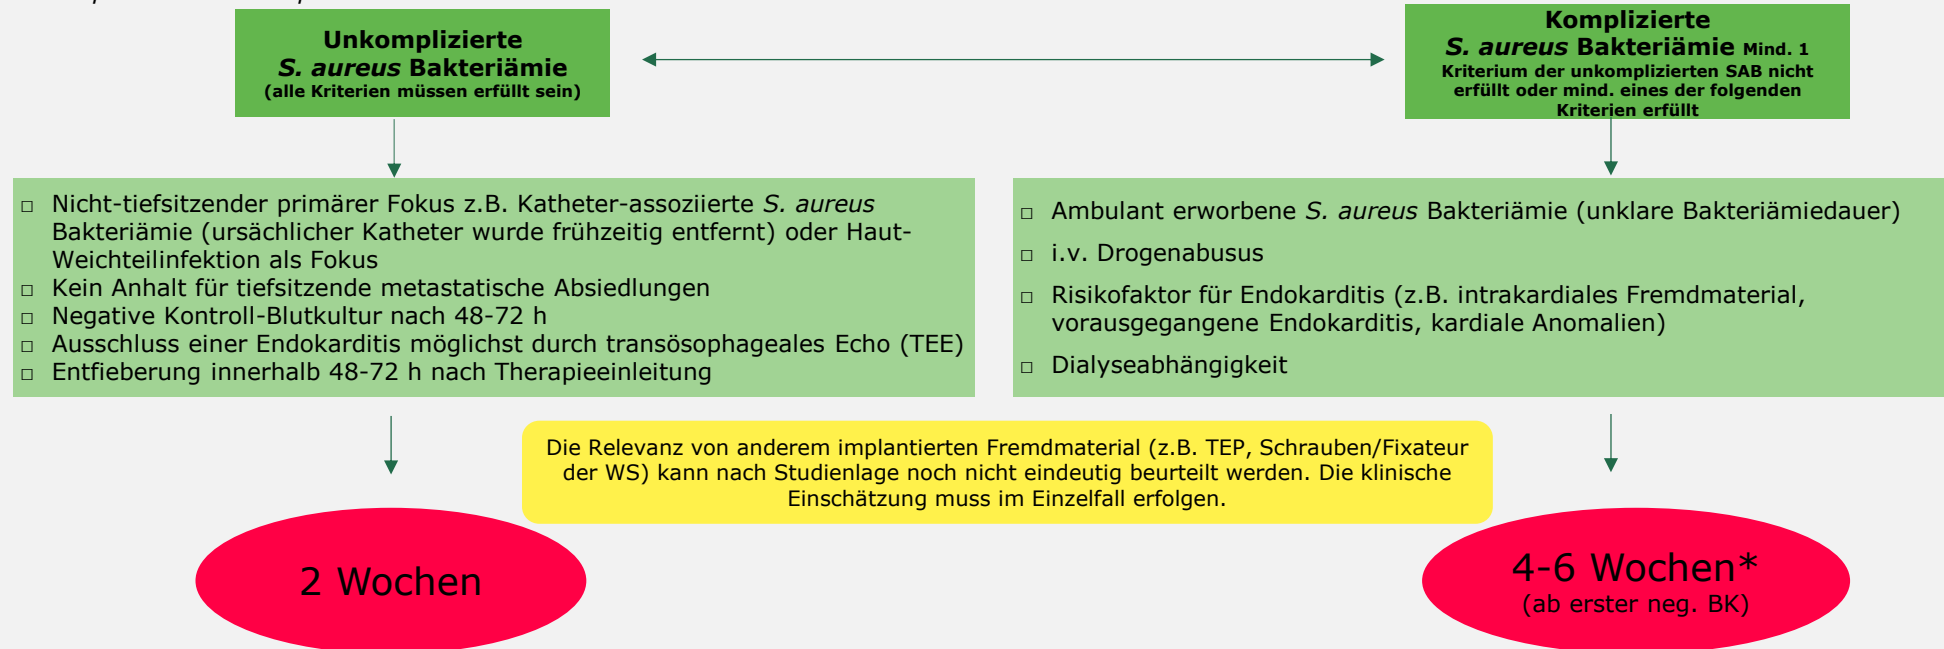 Unkomplizierte
S. aureus Bakteriämie
(alle Kriterien müssen erfüllt sein)
Komplizierte
S. aureus Bakteriämie Mind. 1
Kriterium der unkomplizierten SAB nicht
erfüllt oder mind. eines der folgenden
Kriterien erfüllt
□ Nicht-tiefsitzender primärer Fokus z.B. Katheter-assoziierte S. aureus
Bakteriämie (ursächlicher Katheter wurde frühzeitig entfernt) oder Haut-
Weichteilinfektion als Fokus
□ Kein Anhalt für tiefsitzende metastatische Absiedlungen
□ Negative Kontroll-Blutkultur nach 48-72 h
□ Ausschluss einer Endokarditis möglichst durch transösophageales Echo (TEE)
□ Entfieberung innerhalb 48-72 h nach Therapieeinleitung
□ Ambulant erworbene S. aureus Bakteriämie (unklare Bakteriämiedauer)
□ i.v. Drogenabusus
□ Risikofaktor für Endokarditis (z.B. intrakardiales Fremdmaterial,
vorausgegangene Endokarditis, kardiale Anomalien)
□ Dialyseabhängigkeit
Die Relevanz von anderem implantierten Fremdmaterial (z.B. TEP, Schrauben/Fixateur
der WS) kann nach Studienlage noch nicht eindeutig beurteilt werden. Die klinische
Einschätzung muss im Einzelfall erfolgen.
2 Wochen
4-6 Wochen*
(ab erster neg. BK)